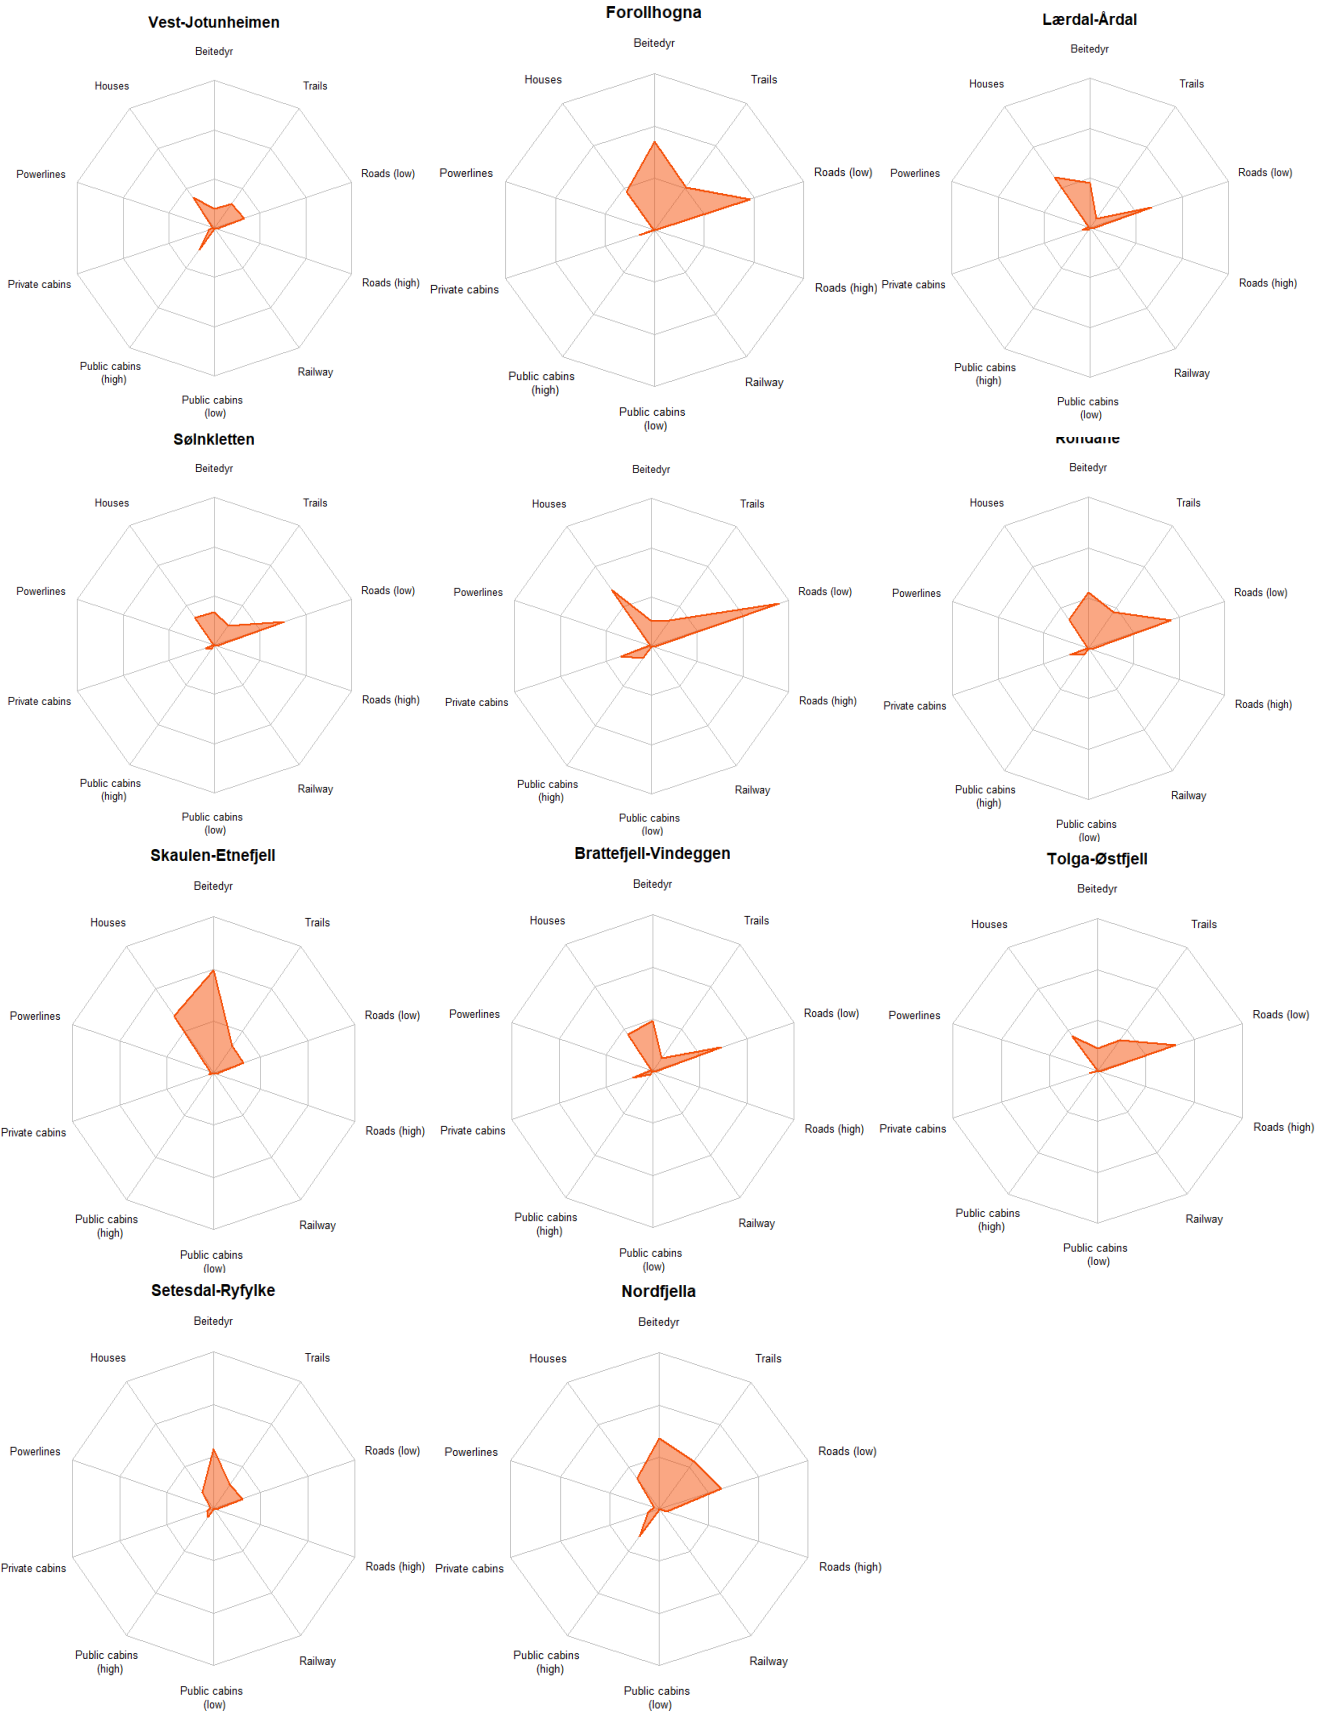 Vest-Jotunheimen
Beitedyr
Houses
Trails
Powerlines
Roads (low)
Private cabins
Roads (high)
Public cabins
(high)
Railway
Public cabins
(low)
Forollhogna
Beitedyr
Houses
Trails
Powerlines
Roads (low)
Private cabins
Roads (high)
Public cabins
(high)
Railway
Public cabins
(low)
Lærdal-Årdal
Beitedyr
Houses
Trails
Powerlines
Roads (low)
Private cabins
Roads (high)
Public cabins
(high)
Railway
Public cabins
(low)
Sølnkletten
Beitedyr
Houses
Trails
Powerlines
Roads (low)
Private cabins
Roads (high)
Public cabins
(high)
Railway
Public cabins
(low)
Beitedyr
Houses
Trails
Powerlines
Roads (low)
Private cabins
Roads (high)
Public cabins
(high)
Railway
Public cabins
(low)
Rondane
Beitedyr
Houses
Trails
Powerlines
Roads (low)
Private cabins
Roads (high)
Public cabins
(high)
Railway
Public cabins
(low)
Skaulen-Etnefjell
Beitedyr
Houses
Trails
Powerlines
Roads (low)
Private cabins
Roads (high)
Public cabins
(high)
Railway
Public cabins
(low)
Brattefjell-Vindeggen
Beitedyr
Houses
Trails
Powerlines
Roads (low)
Private cabins
Roads (high)
Public cabins
(high)
Railway
Public cabins
(low)
Tolga-Østfjell
Beitedyr
Houses
Trails
Powerlines
Roads (low)
Private cabins
Roads (high)
Public cabins
(high)
Railway
Public cabins
(low)
Setesdal-Ryfylke
Beitedyr
Houses
Trails
Powerlines
Roads (low)
Private cabins
Roads (high)
Public cabins
(high)
Railway
Public cabins
(low)
Nordfjella
Beitedyr
Houses
Trails
Powerlines
Roads (low)
Private cabins
Roads (high)
Public cabins
(high)
Railway
Public cabins
(low)